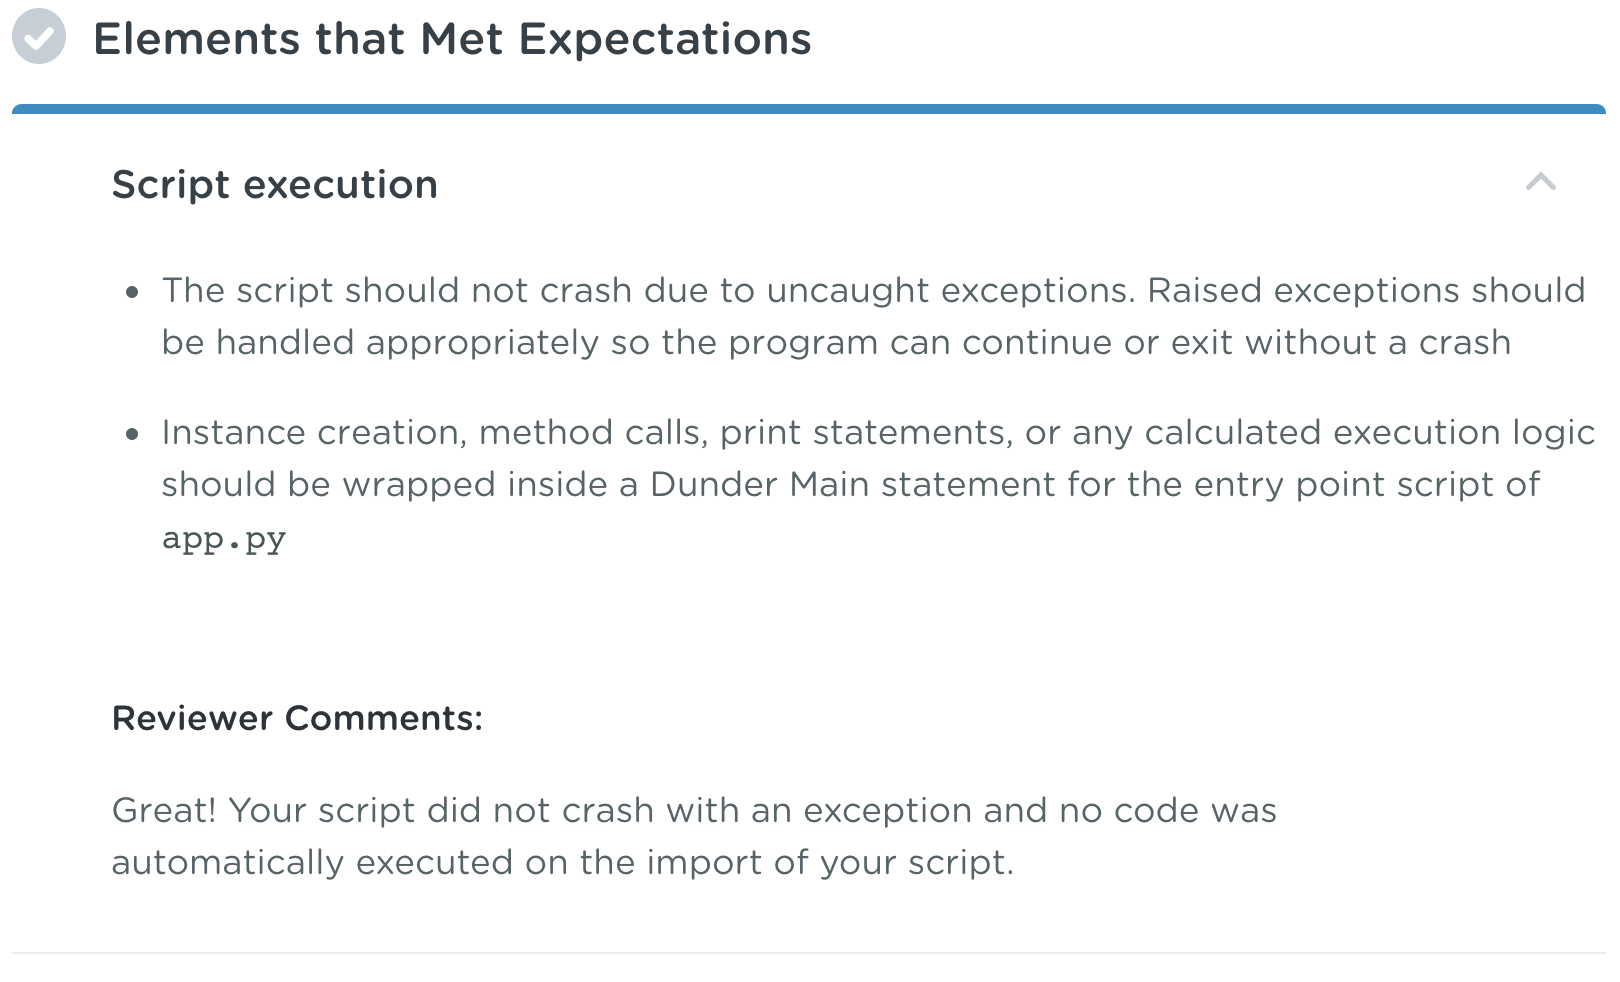 Elements that Met Expectations
Script execution
The script should not crash due to uncaught exceptions. Raised exceptions should
be handled appropriately so the program can continue or exit without a crash
Instance creation, method calls, print statements, or any calculated execution logic
should be wrapped inside a Dunder Main statement for the entry point script of
app.py
Reviewer Comments:
Great! Your script did not crash with an exception and no code was
automatically executed on the import of your script.